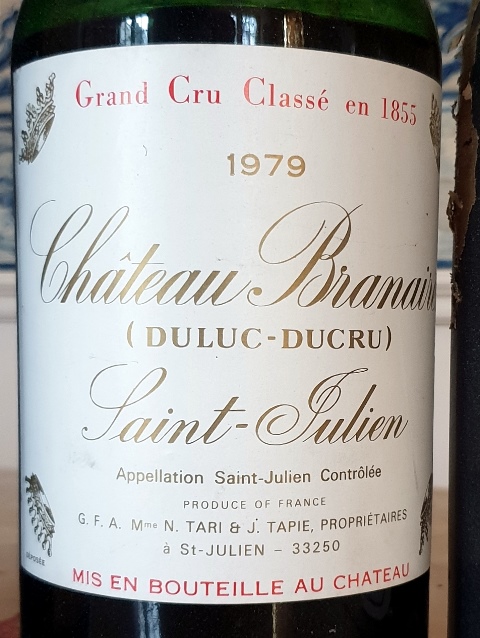 Grand Cru Classé en 1855
1979
Château Branaire
(DULUC-DUCRU)
Saint-Julien
Appellation Saint-Julien Contrôlée
PRODUCE OF FRANCE
G. F. A. Mme N. TARI & J. TAPIE, PROPRIÉTAIRES
à St-JULIEN - 33250
DÉPOSÉE
MIS EN BOUTEILLE AU CHATEAU